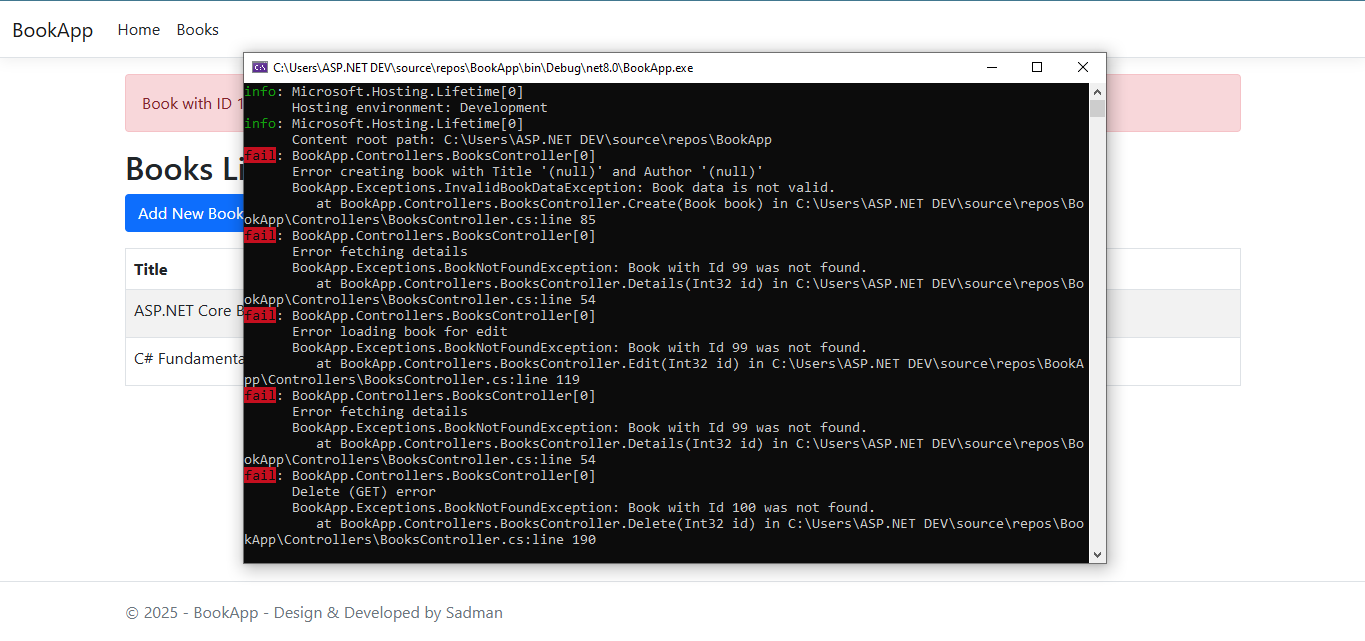 BookApp Home Books
C:\Users\ASP.NET DEV\source\repos\BookApp\bin\Debug\net8.0\BookApp.exe
Book with ID 1
Books Li
Add New Book
Title
ASP.NET Core B
C# Fundamenta
info: Microsoft.Hosting.Lifetime[0]
Hosting environment: Development
info: Microsoft.Hosting.Lifetime[0]
Content root path: C:\Users\ASP.NET DEV\source\repos\BookApp
fail: BookApp.Controllers.BooksController[0]
Error creating book with Title '(null)' and Author '(null)'
BookApp.Exceptions.InvalidBookDataException: Book data is not valid.
at BookApp.Controllers.BooksController.Create(Book book) in C:\Users\ASP.NET DEV\source\repos\Bo
okApp\Controllers\BooksController.cs:line 85
fail: BookApp.Controllers.BooksController[0]
Error fetching details
BookApp.Exceptions.BookNotFoundException: Book with Id 99 was not found.
at BookApp.Controllers.BooksController.Details(Int32 id) in C:\Users\ASP.NET DEV\source\repos\Bo
okApp\Controllers\BooksController.cs:line 54
fail: BookApp.Controllers.BooksController[0]
Error loading book for edit
BookApp.Exceptions.BookNotFoundException: Book with Id 99 was not found.
at BookApp.Controllers.BooksController.Edit(Int32 id) in C:\Users\ASP.NET DEV\source\repos\BookA
pp\Controllers\BooksController.cs:line 119
fail: BookApp.Controllers.BooksController[0]
Error fetching details
BookApp.Exceptions.BookNotFoundException: Book with Id 99 was not found.
at BookApp.Controllers.BooksController.Details(Int32 id) in C:\Users\ASP.NET DEV\source\repos\Bo
okApp\Controllers\BooksController.cs:line 54
fail: BookApp.Controllers.BooksController[0]
Delete (GET) error
BookApp.Exceptions.BookNotFoundException: Book with Id 100 was not found.
at BookApp.Controllers.BooksController.Delete(Int32 id) in C:\Users\ASP.NET DEV\source\repos\Boo
kApp\Controllers\BooksController.cs:line 190
© 2025 - BookApp - Design & Developed by Sadman